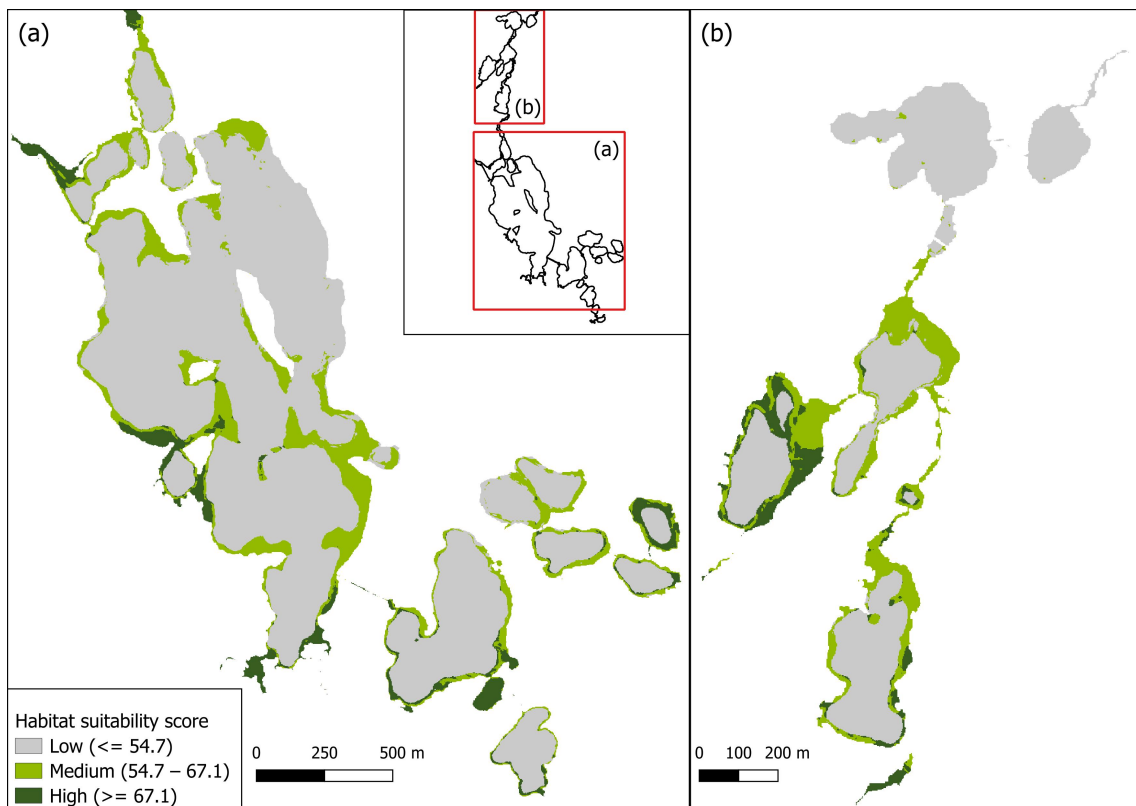 (a)
(b)
(b)
(a)
Habitat suitability score
Low (<= 54.7)
Medium (54.7 – 67.1)
High (>= 67.1)
0 250 500 m
0 100 200 m